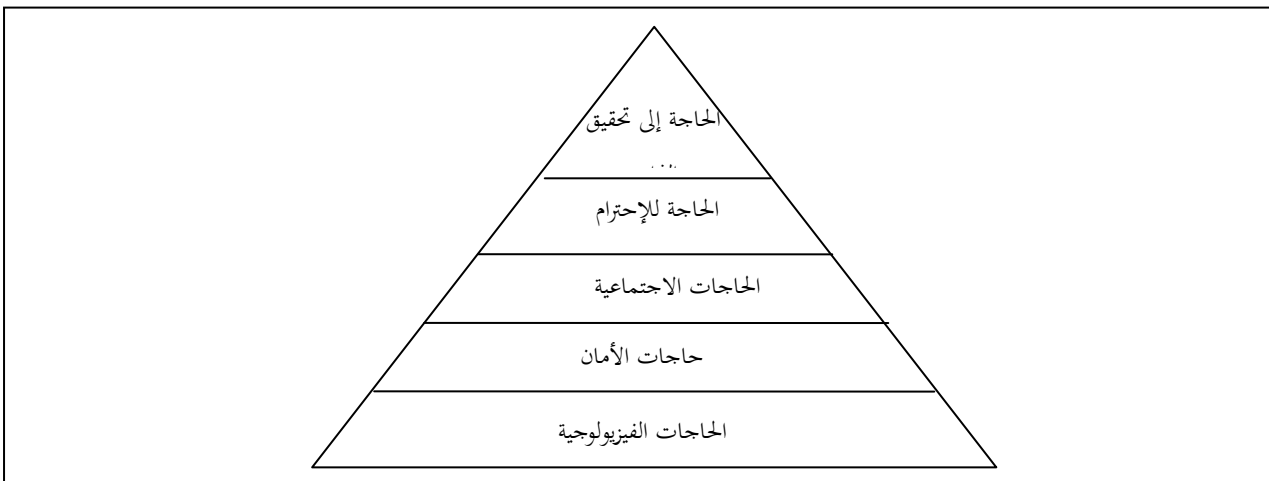 الحاجة إلى تحقيق
الحاجة للإحترام
الحاجات الاجتماعية
حاجات الأمان
الحاجات الفيزيولوجية